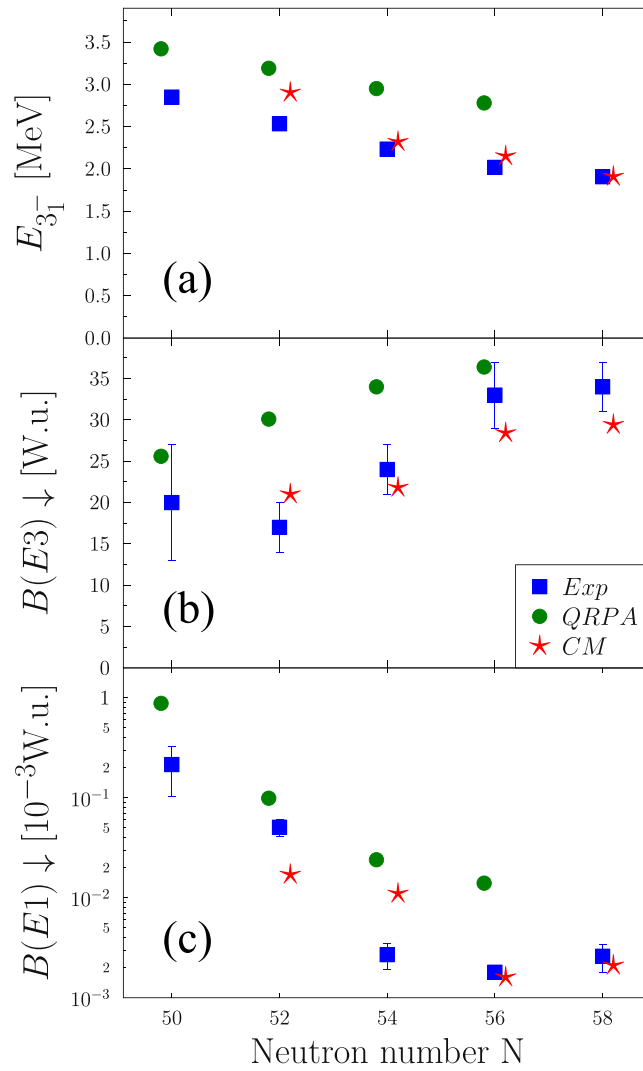 3.5
3.0
2.5
2.0
1.5
1.0
0.5
0.0
E_{3_1^-} [MeV]
(a)
35
30
25
20
15
10
5
0
B(E3) ↓ [W.u.]
(b)
Exp
QRPA
CM
1
5
2
10^{-1}
5
2
10^{-2}
5
2
10^{-3}
B(E1) ↓ [10^{-3}W.u.]
(c)
50 52 54 56 58
Neutron number N